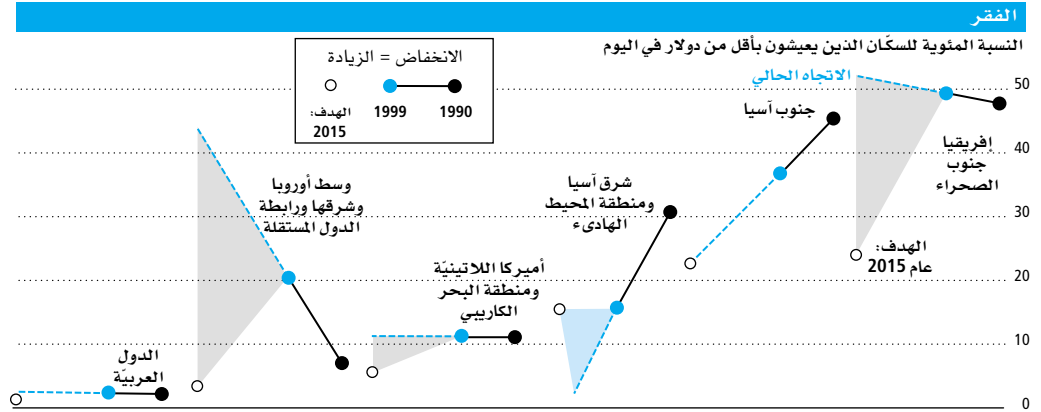 الفقر
النسبة المئوية للسكّان الذين يعيشون بأقل من دولار في اليوم
الانخفاض = الزيادة
1990
1999
الهدف:
2015
الاتجاه الحالي
50
40
30
20
10
0
إفريقيا
جنوب
الصحراء
الهدف:
عام 2015
جنوب آسيا
شرق آسيا
ومنطقة المحيط
الهادىء
أميركا اللاتينيّة
ومنطقة البحر
الكاريبي
وسط أوروبا
وشرقها ورابطة
الدول المستقلة
الدول
العربيّة